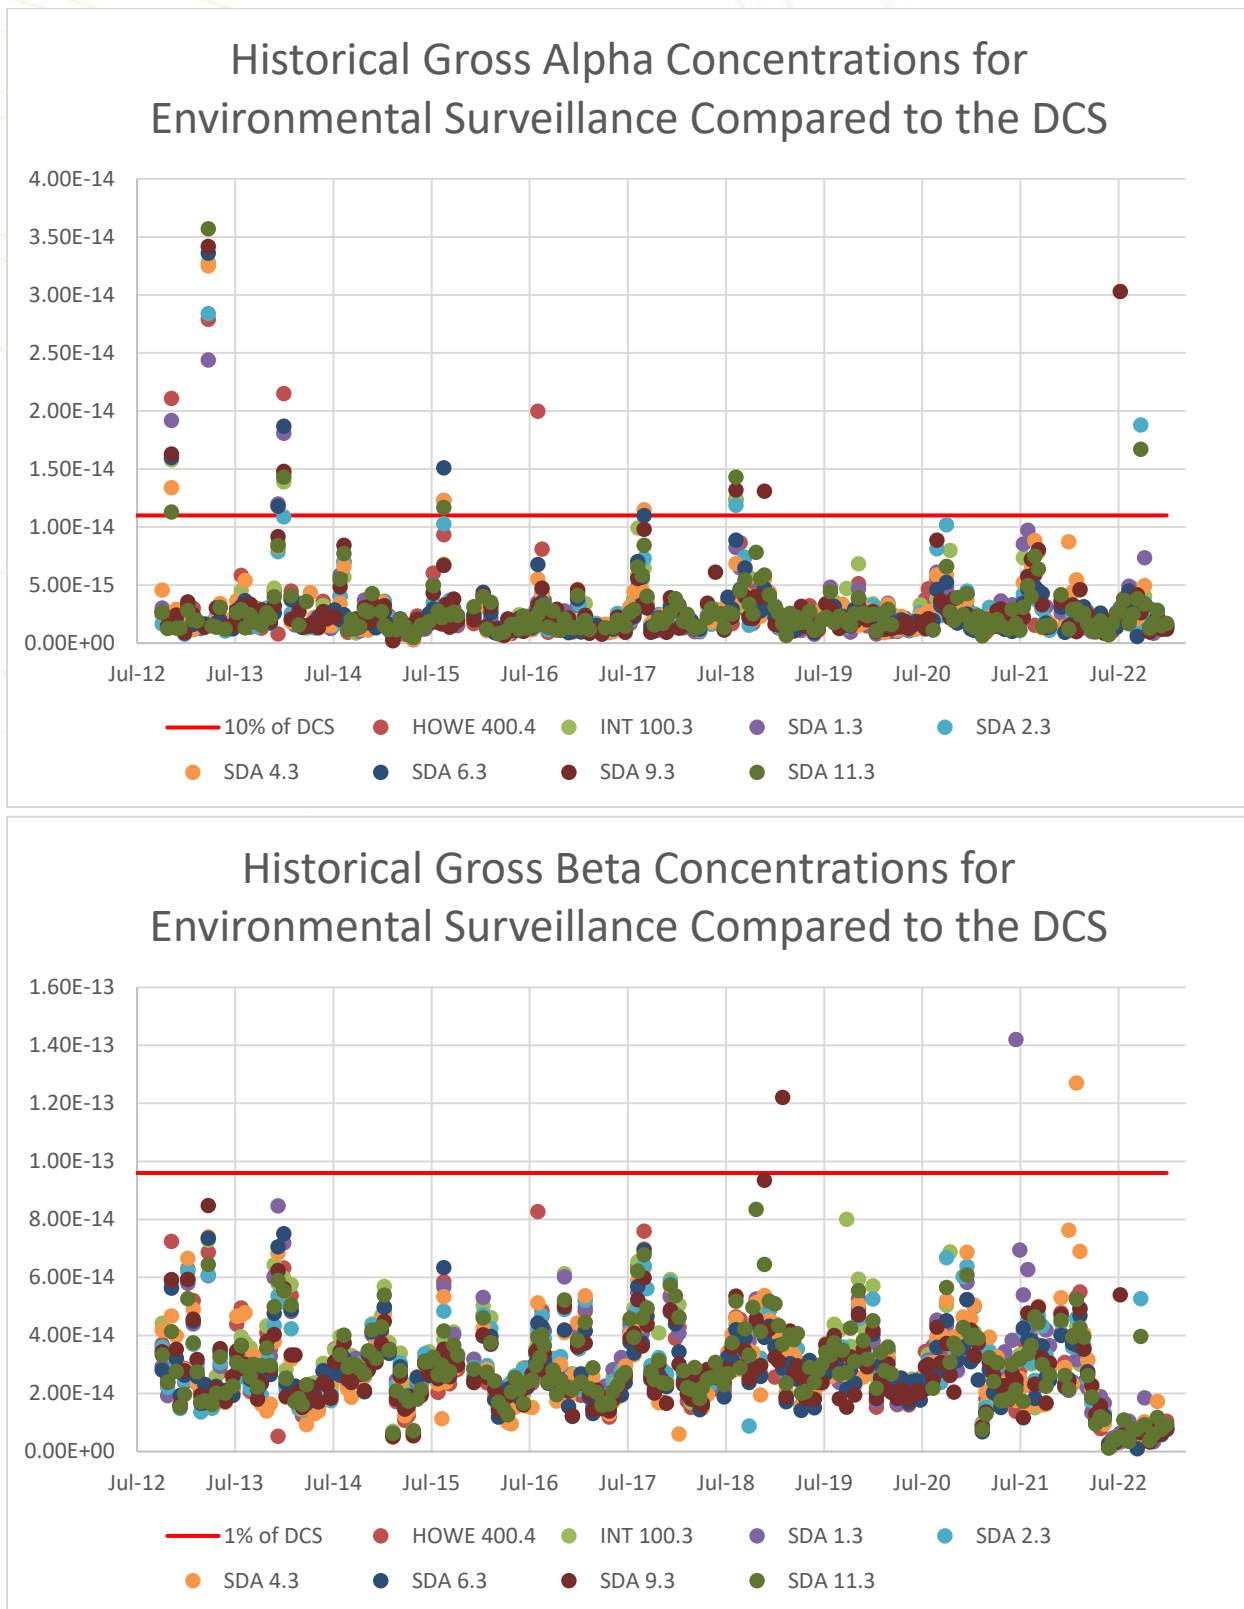 Historical Gross Alpha Concentrations for
Environmental Surveillance Compared to the DCS
4.00E-14
3.50E-14
3.00E-14
2.50E-14
2.00E-14
1.50E-14
1.00E-14
5.00E-15
0.00E+00
Jul-12 Jul-13 Jul-14 Jul-15 Jul-16 Jul-17 Jul-18 Jul-19 Jul-20 Jul-21 Jul-22
10% of DCS HOWE 400.4 INT 100.3 SDA 1.3 SDA 2.3
SDA 4.3 SDA 6.3 SDA 9.3 SDA 11.3
Historical Gross Beta Concentrations for
Environmental Surveillance Compared to the DCS
1.60E-13
1.40E-13
1.20E-13
1.00E-13
8.00E-14
6.00E-14
4.00E-14
2.00E-14
0.00E+00
Jul-12 Jul-13 Jul-14 Jul-15 Jul-16 Jul-17 Jul-18 Jul-19 Jul-20 Jul-21 Jul-22
1% of DCS HOWE 400.4 INT 100.3 SDA 1.3 SDA 2.3
SDA 4.3 SDA 6.3 SDA 9.3 SDA 11.3